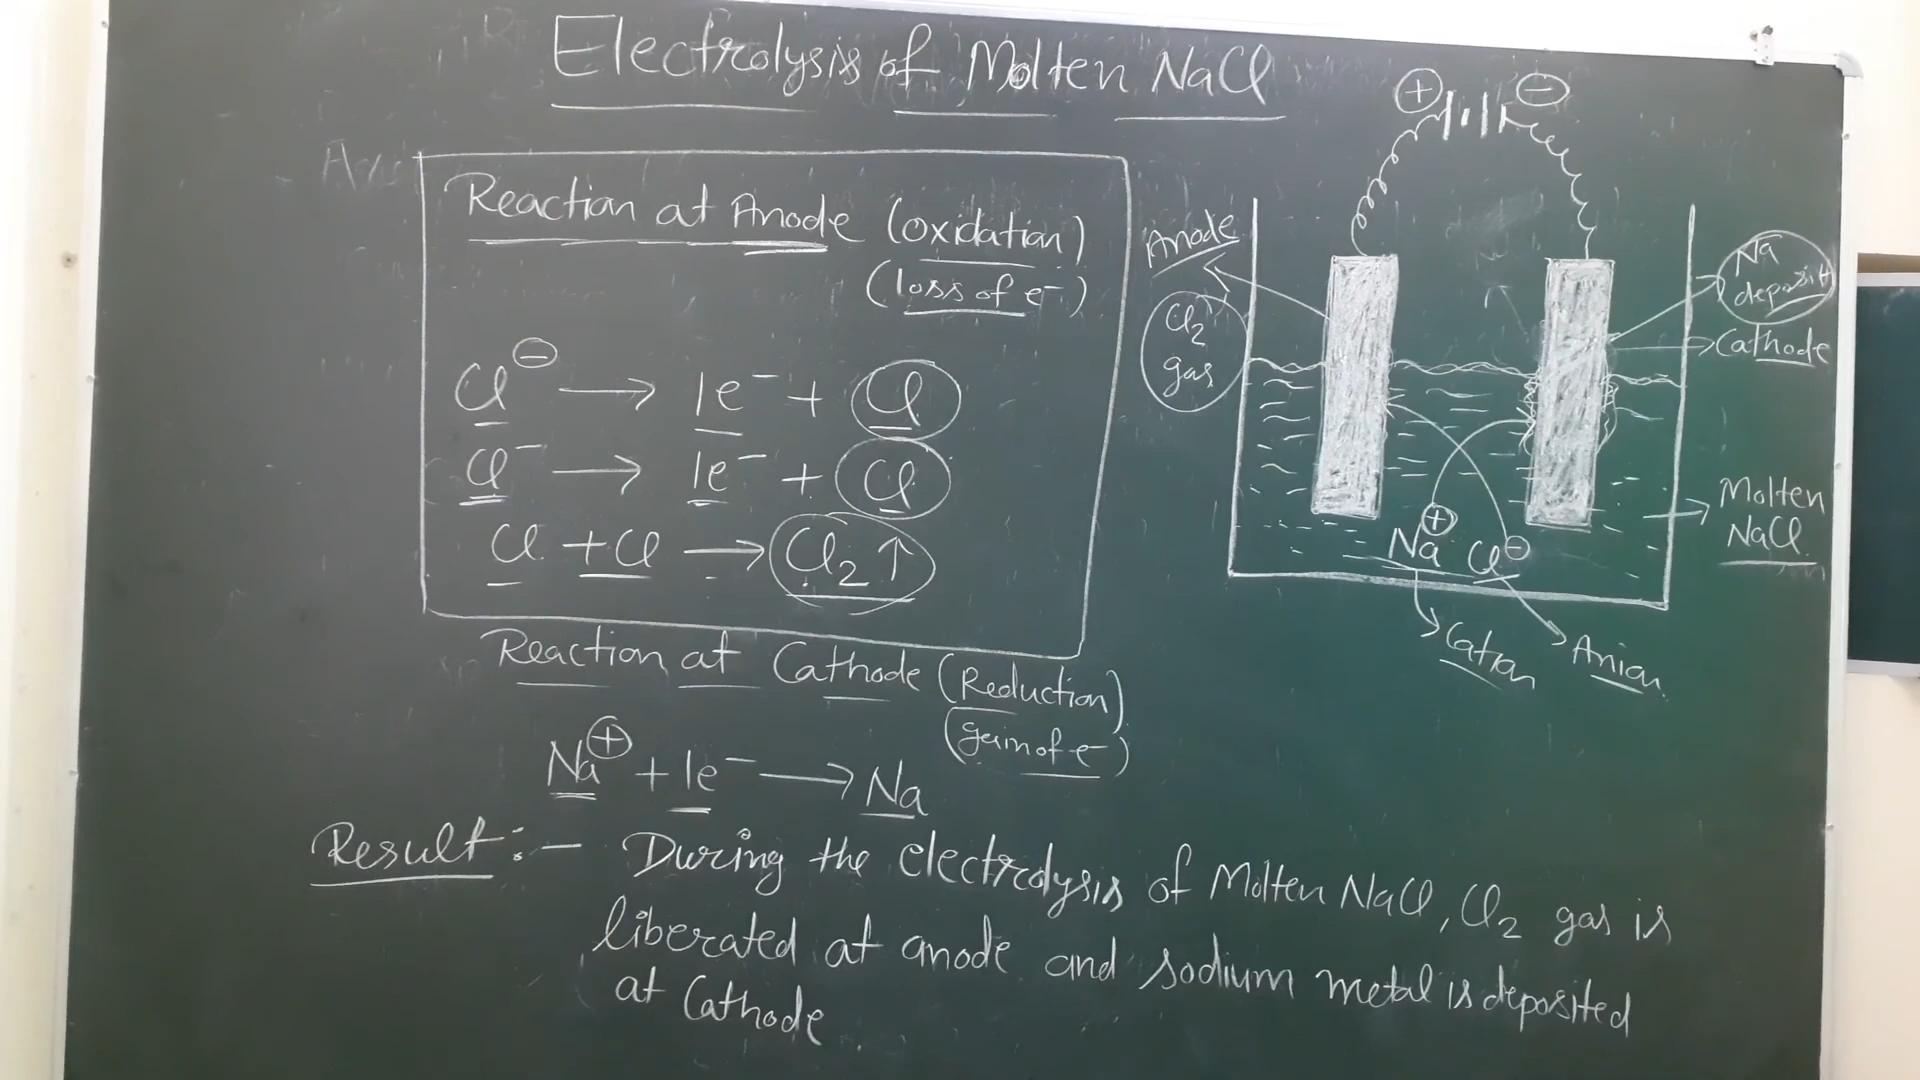 Electrolysis of Molten NaCl
Reaction at Anode (oxidation)
(loss of e-)
Cl⊖ → 1e- + Cl
Cl- → 1e- + Cl
Cl + Cl → Cl2↑
Reaction at Cathode (Reduction)
(gain of e-)
Na⊕ + 1e- → Na
Result :- During the electrolysis of Molten NaCl, Cl2 gas is
liberated at anode and sodium metal is deposited
at Cathode
⊕ ⊖
Anode
Cl2
gas
Na
deposit
Cathode
Molten
NaCl
Na⊕ Cl⊖
Cation
Anion